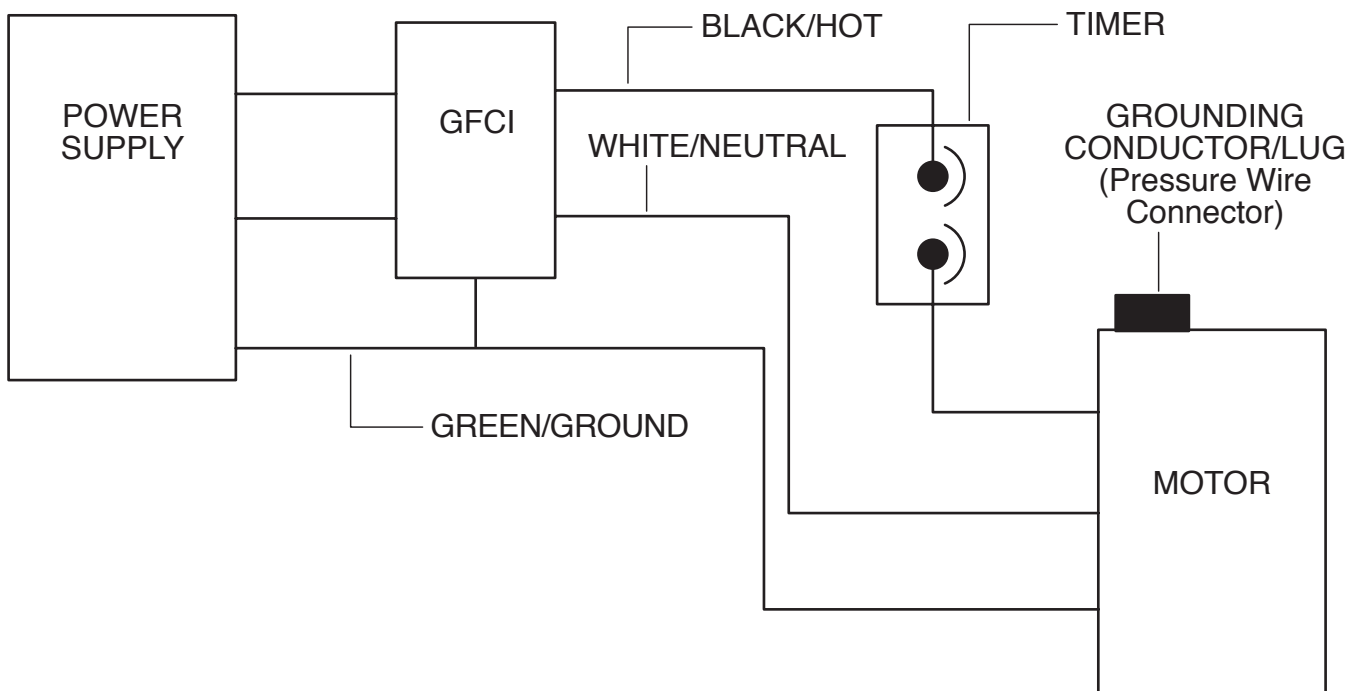 BLACK/HOT
TIMER
POWER
SUPPLY
GFCI
GROUNDING
CONDUCTOR/LUG
(Pressure Wire
Connector)
WHITE/NEUTRAL
GREEN/GROUND
MOTOR